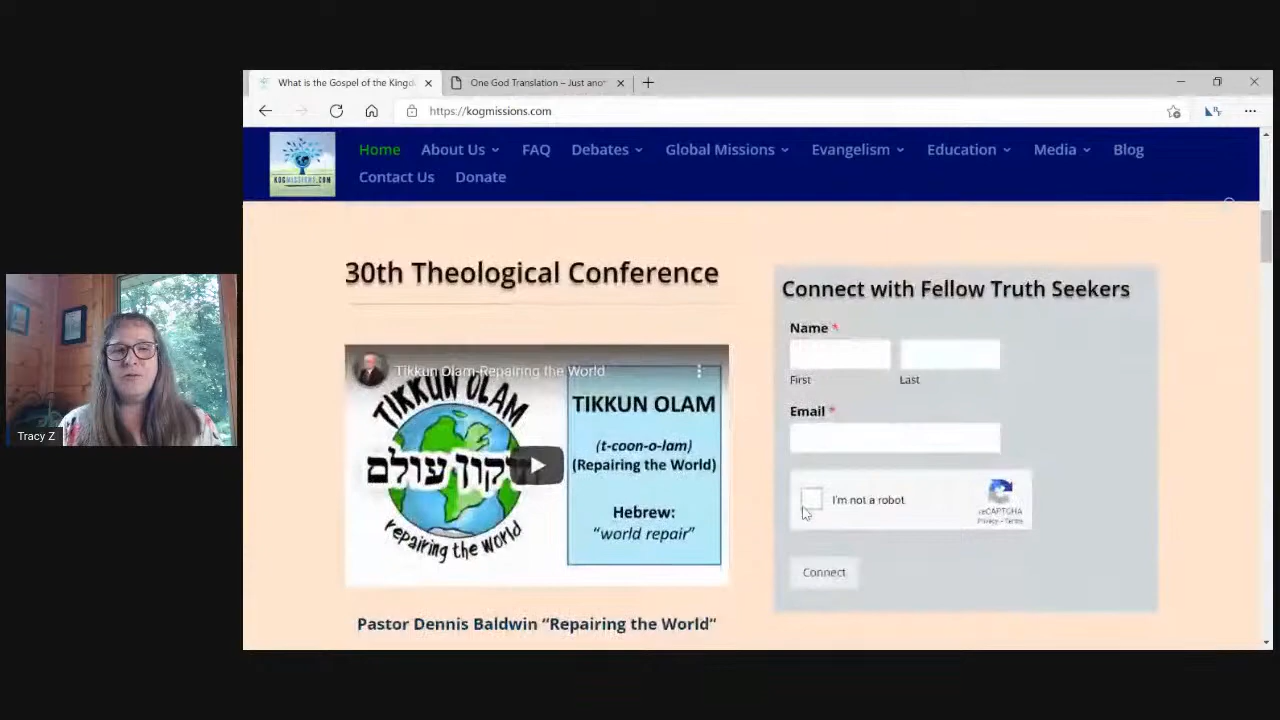 What is the Gospel of the Kingd
One God Translation – Just ano
https://kogmissions.com
KOGMISSIONS.COM
Home
About Us
FAQ
Debates
Global Missions
Evangelism
Education
Media
Blog
Contact Us
Donate
30th Theological Conference
Connect with Fellow Truth Seekers
Name *
First
Last
Email *
I'm not a robot
reCAPTCHA
Privacy - Terms
Connect
Tikkun Olam-Repairing the World
TIKKUN OLAM
תיקון עולם
repairing the world
TIKKUN OLAM
(t-coon-o-lam)
(Repairing the World)
Hebrew:
“world repair”
Pastor Dennis Baldwin “Repairing the World”
Tracy Z